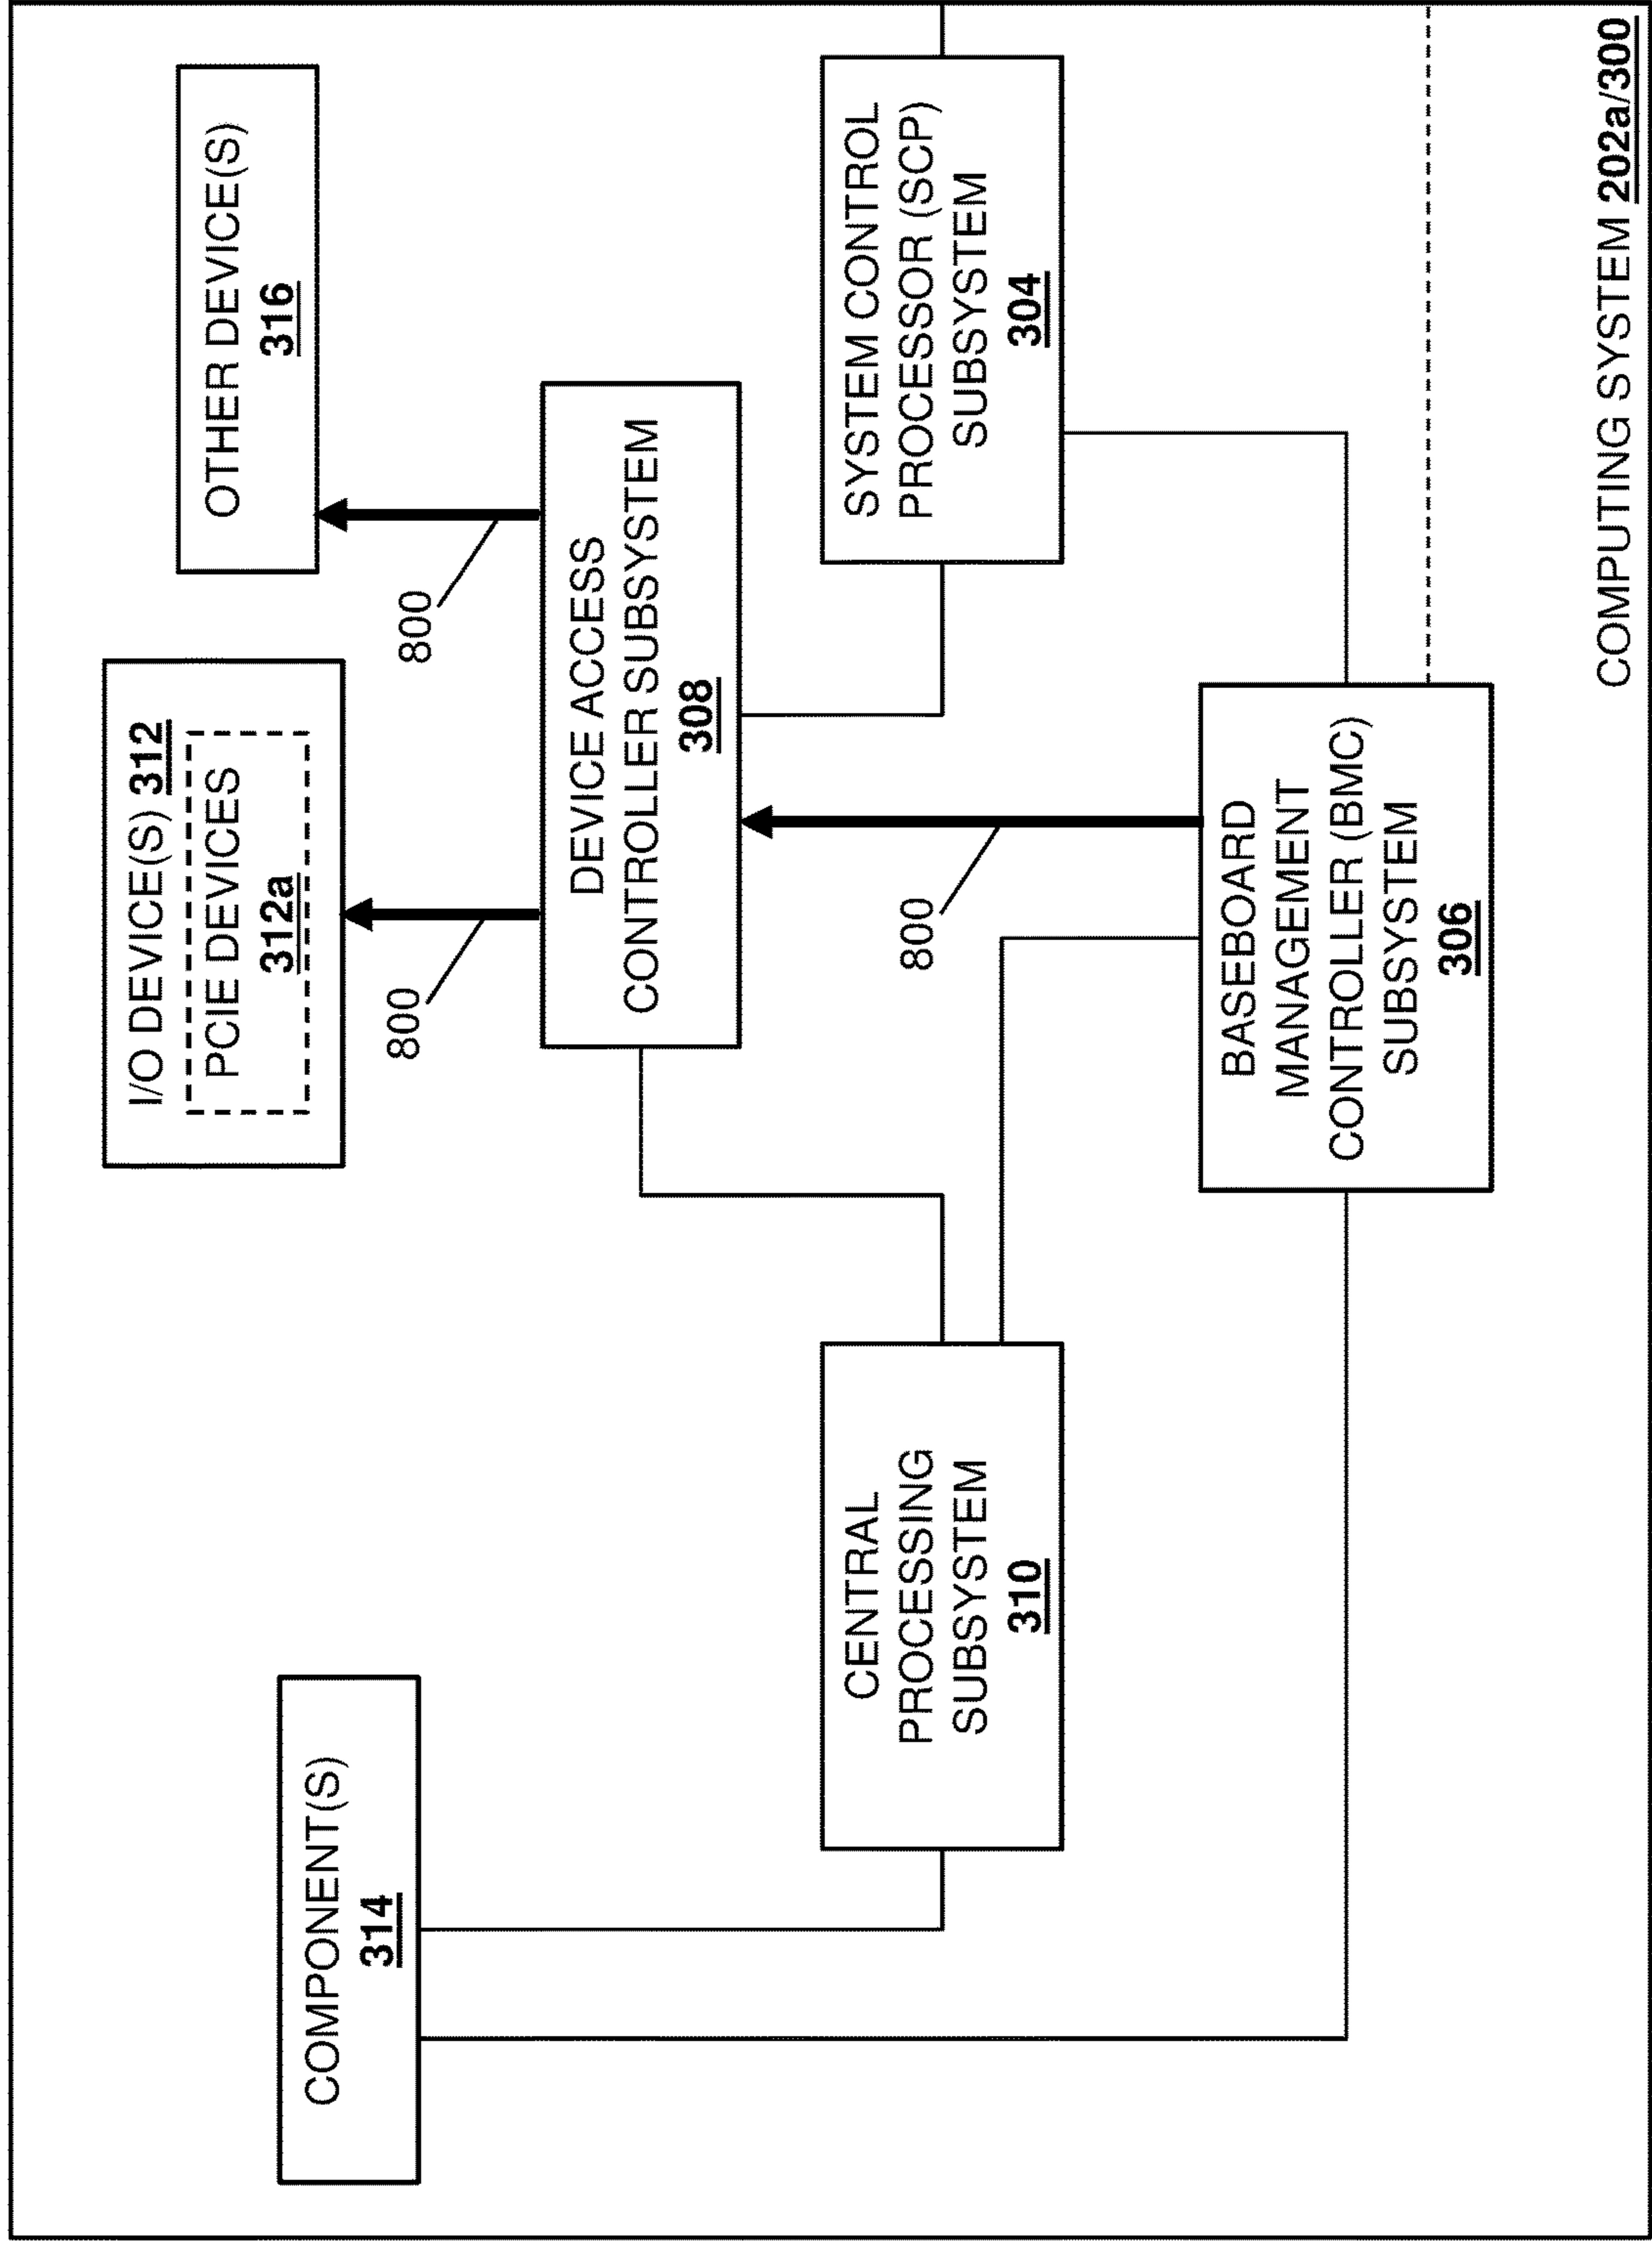 COMPONENT(S)
314
I/O DEVICE(S) 312
PCIE DEVICES
312a
OTHER DEVICE(S)
316
800
800
DEVICE ACCESS
CONTROLLER SUBSYSTEM
308
CENTRAL
PROCESSING
SUBSYSTEM
310
SYSTEM CONTROL
PROCESSOR (SCP)
SUBSYSTEM
304
800
BASEBOARD
MANAGEMENT
CONTROLLER (BMC)
SUBSYSTEM
306
COMPUTING SYSTEM 202a/300